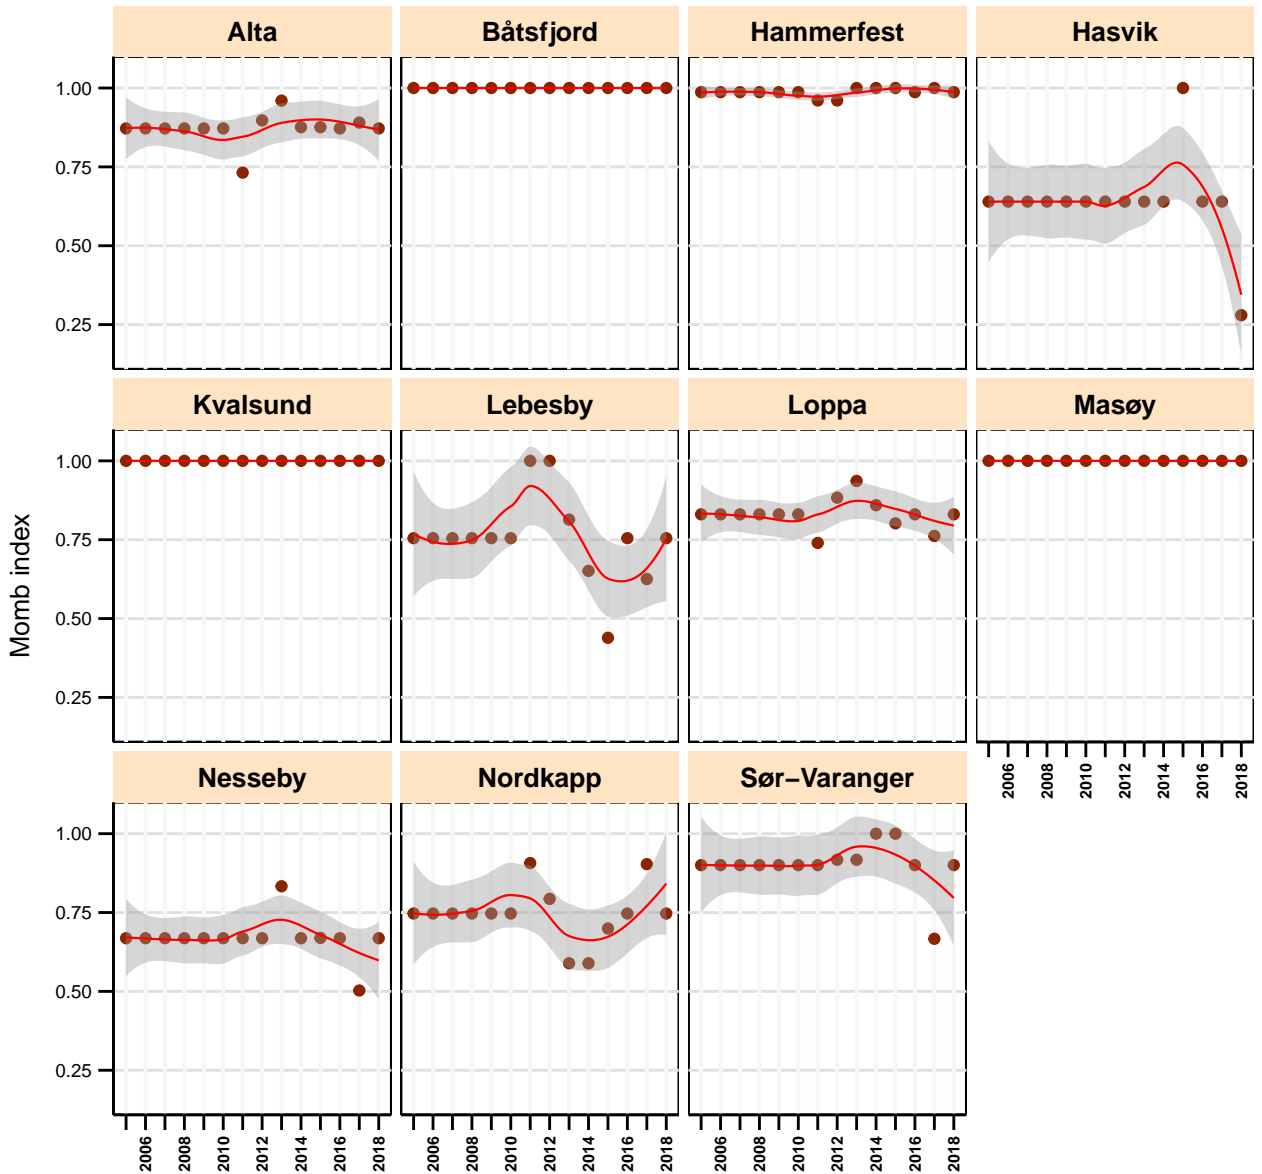 Alta Båtsfjord Hammerfest Hasvik
1.00
0.75
0.50
0.25
Kvalsund Lebesby Loppa Masøy
1.00
0.75
0.50
0.25
Momb index
2006 2008 2010 2012 2014 2016 2018
Nesseby Nordkapp Sør−Varanger
1.00
0.75
0.50
0.25
2006 2008 2010 2012 2014 2016 2018 2006 2008 2010 2012 2014 2016 2018 2006 2008 2010 2012 2014 2016 2018